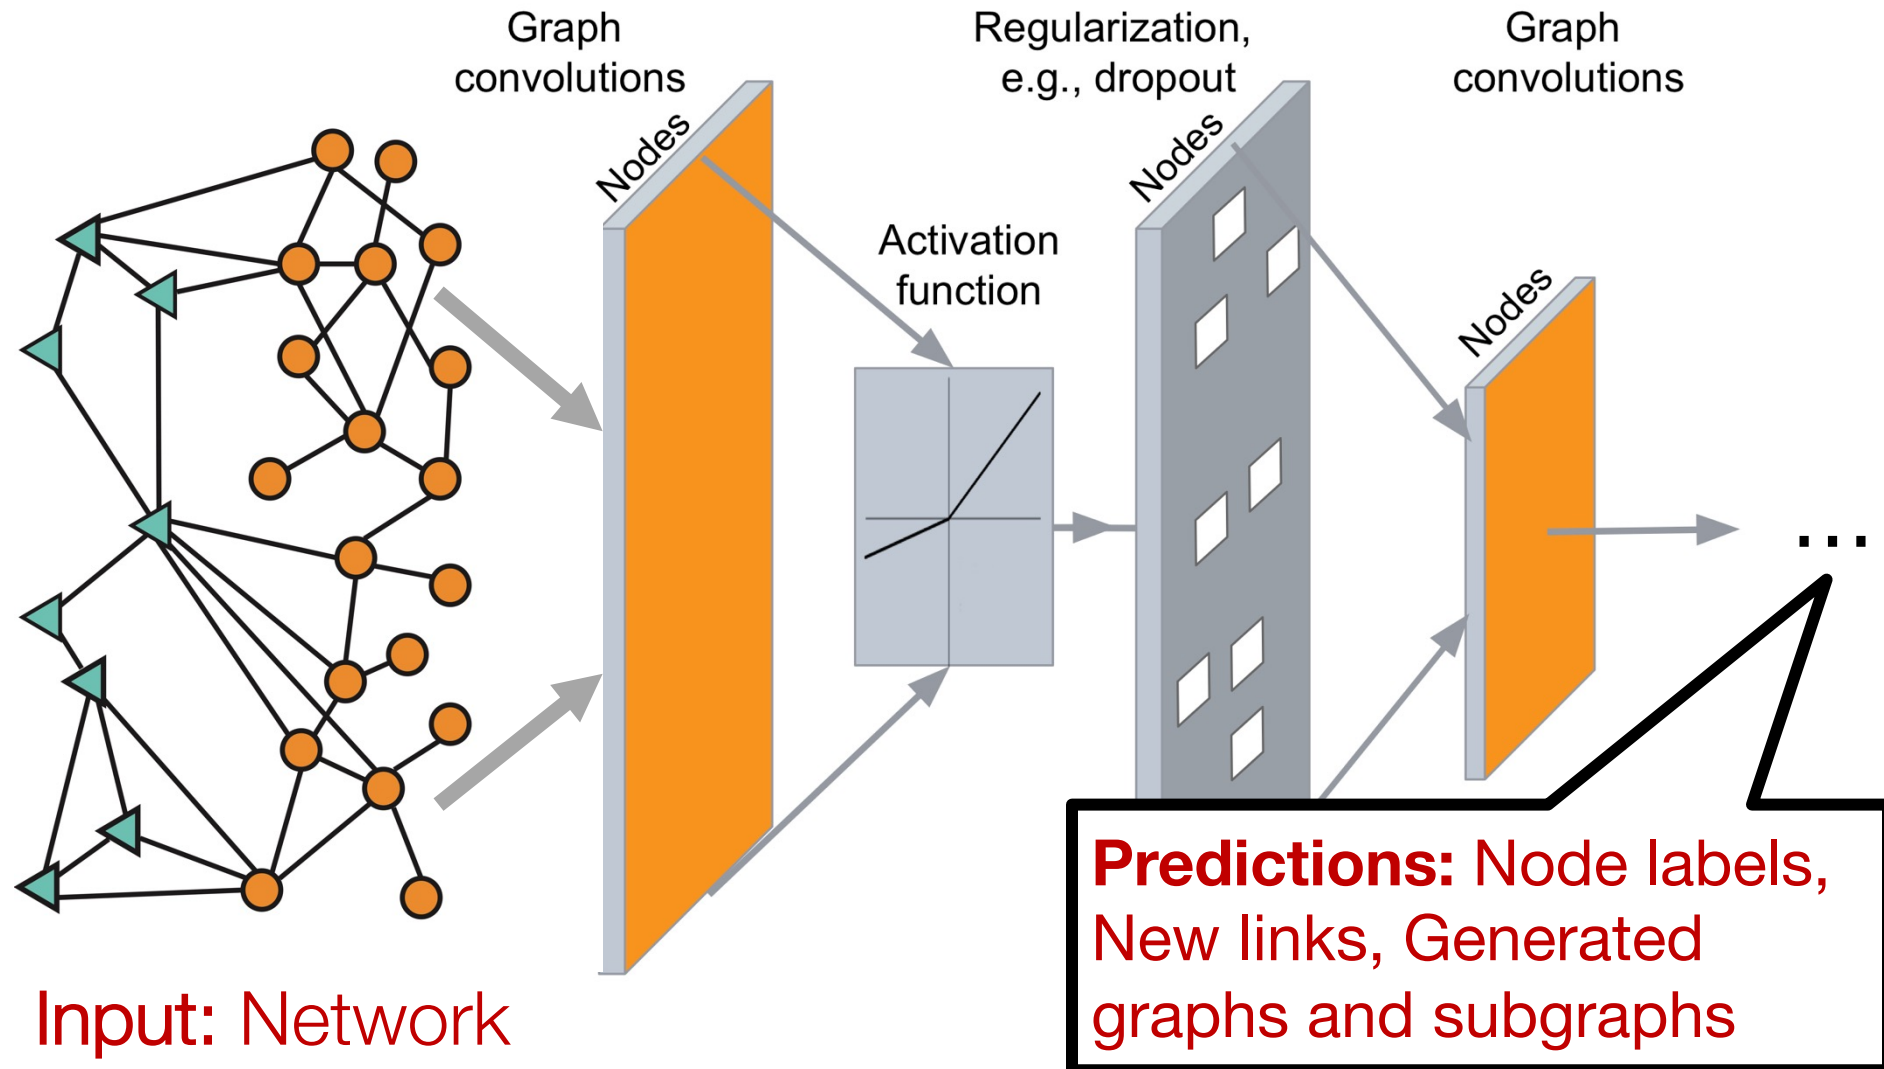 Graph
convolutions
Regularization,
e.g., dropout
Graph
convolutions
Nodes
Nodes
Activation
function
Nodes
...
Predictions: Node labels,
New links, Generated
graphs and subgraphs
Input: Network